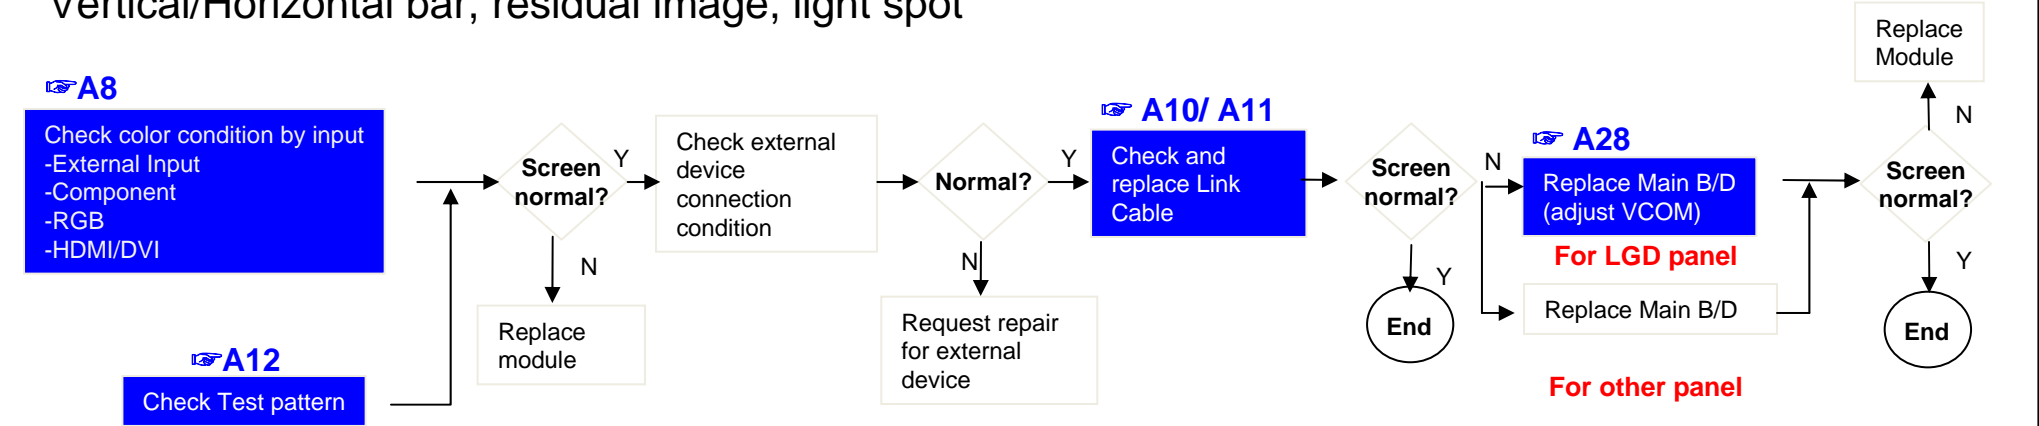 Vertical/Horizontal bar, residual image, light spot
☞A8
Check color condition by input
-External Input
-Component
-RGB
-HDMI/DVI
☞A12
Check Test pattern
Screen
normal?
Y
N
Replace
module
Check external
device
connection
condition
Normal?
Y
N
Request repair
for external
device
☞ A10/ A11
Check and
replace Link
Cable
Screen
normal?
N
Y
End
☞ A28
Replace Main B/D
(adjust VCOM)
For LGD panel
Replace Main B/D
For other panel
Screen
normal?
N
Replace
Module
Y
End